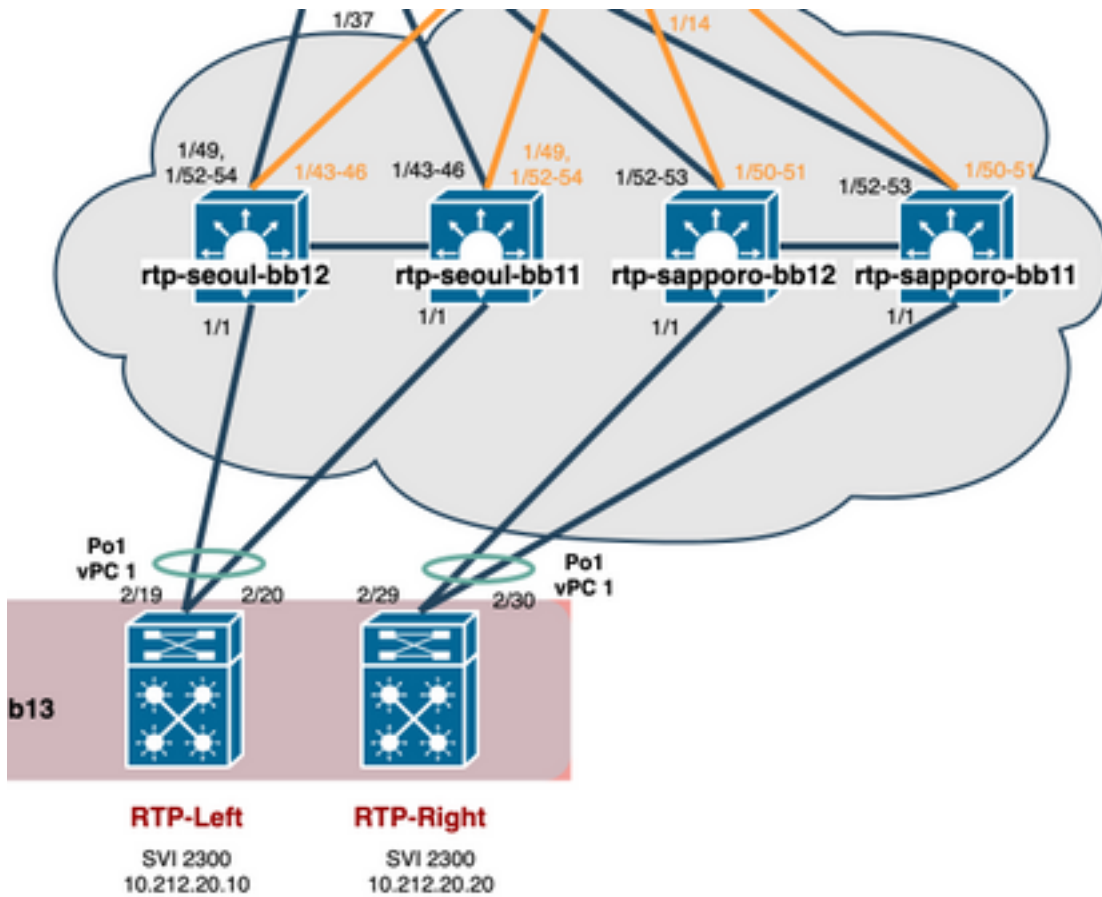 1/37
1/14
1/49,
1/52-54
1/43-46
1/43-46
1/49,
1/52-54
1/52-53
1/50-51
1/52-53
1/50-51
rtp-seoul-bb12
rtp-seoul-bb11
rtp-sapporo-bb12
rtp-sapporo-bb11
1/1
1/1
1/1
1/1
Po1
vPC 1
Po1
vPC 1
2/19
2/20
2/29
2/30
b13
RTP-Left
SVI 2300
10.212.20.10
RTP-Right
SVI 2300
10.212.20.20